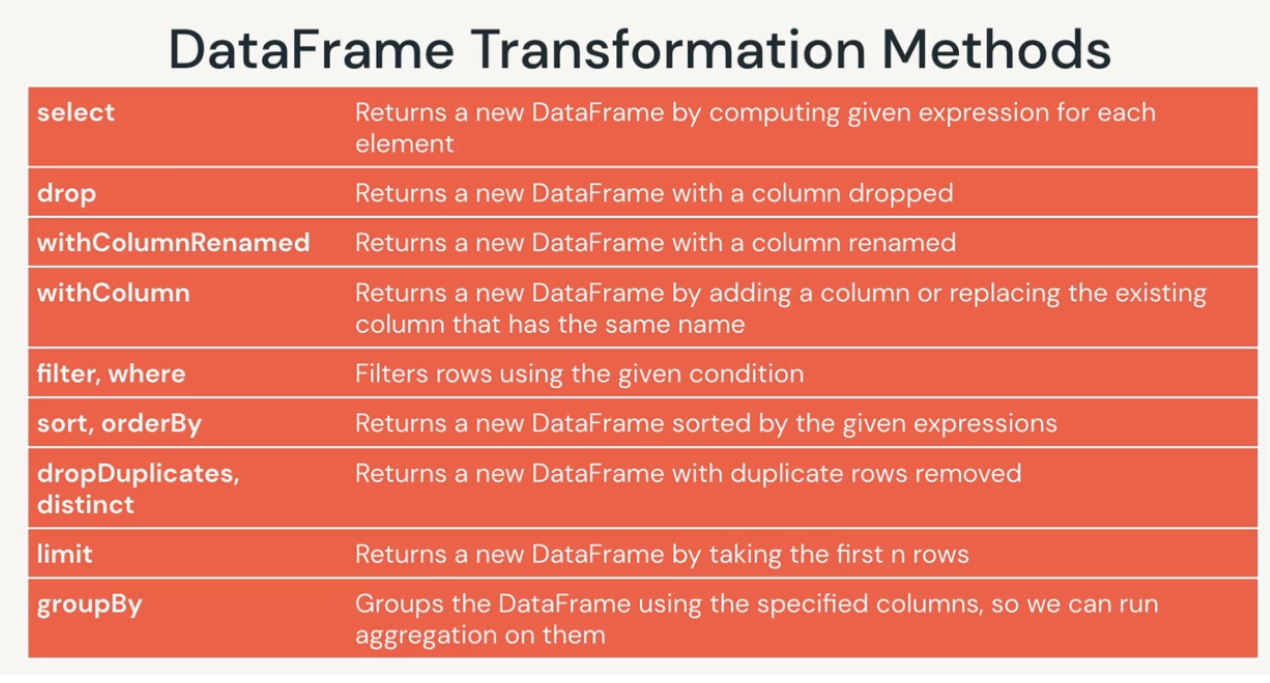 DataFrame Transformation Methods
select
Returns a new DataFrame by computing given expression for each
element
drop
Returns a new DataFrame with a column dropped
withColumnRenamed
Returns a new DataFrame with a column renamed
withColumn
Returns a new DataFrame by adding a column or replacing the existing
column that has the same name
filter, where
Filters rows using the given condition
sort, orderBy
Returns a new DataFrame sorted by the given expressions
dropDuplicates,
distinct
Returns a new DataFrame with duplicate rows removed
limit
Returns a new DataFrame by taking the first n rows
groupBy
Groups the DataFrame using the specified columns, so we can run
aggregation on them